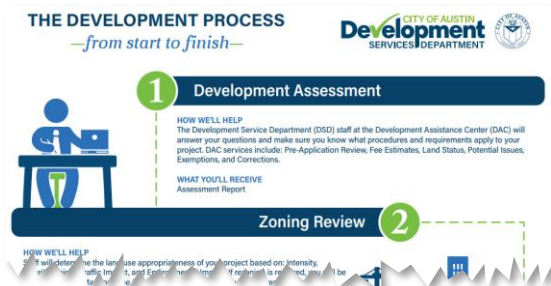 THE DEVELOPMENT PROCESS
—from start to finish—
CITY OF AUSTIN
Development
SERVICES DEPARTMENT
1 Development Assessment
HOW WE'LL HELP
The Development Service Department (DSD) staff at the Development Assistance Center (DAC) will
answer your questions and make sure you know what procedures and requirements apply to your
project. DAC services include: Pre-Application Review, Fee Estimates, Land Status, Potential Issues,
Exemptions, and Corrections.
WHAT YOU'LL RECEIVE
Assessment Report
Zoning Review 2
HOW WE'LL HELP
Staff will determine the land use appropriateness of your project based on: Intensity,